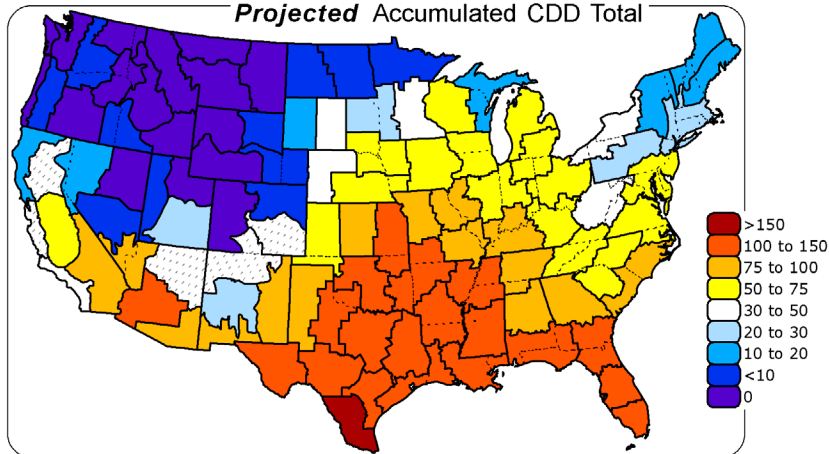 Projected Accumulated CDD Total
>150
100 to 150
75 to 100
50 to 75
30 to 50
20 to 30
10 to 20
<10
0